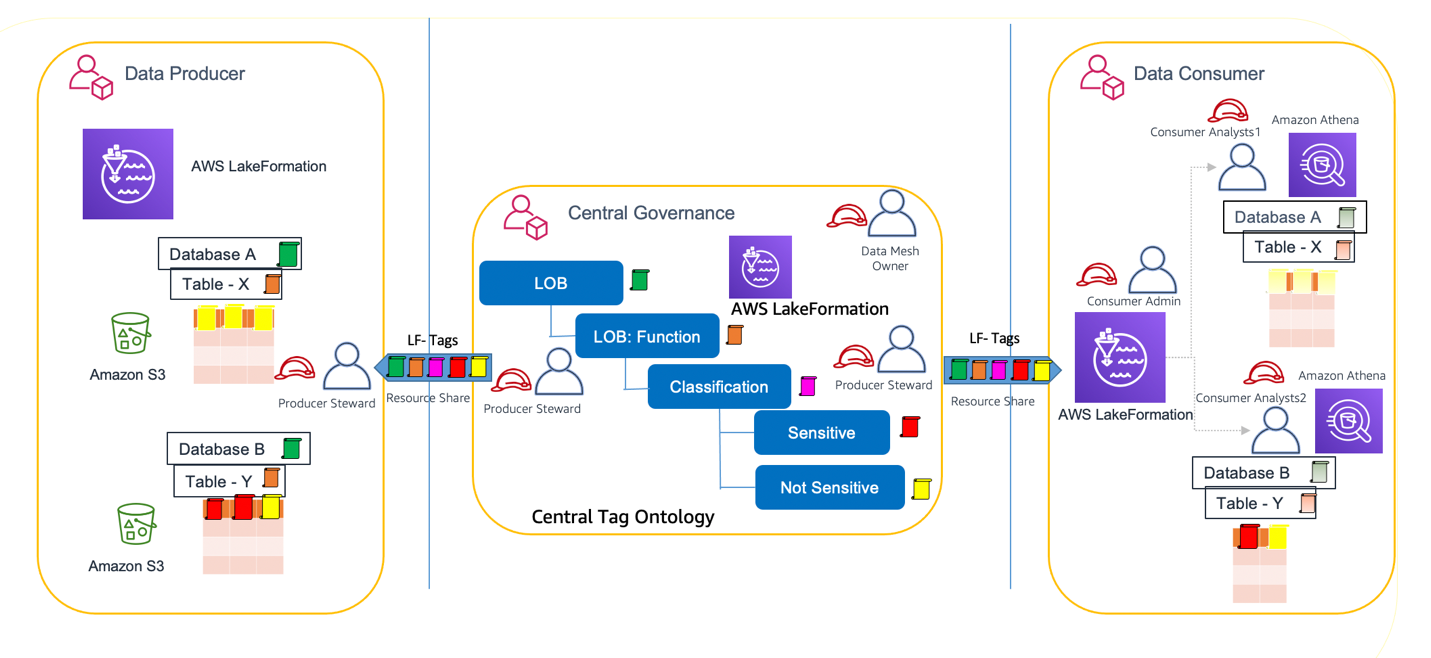 Data Producer
AWS LakeFormation
Database A
Table - X
Amazon S3
Producer Steward
Database B
Table - Y
Amazon S3
LF- Tags
Resource Share
Central Governance
Data Mesh
Owner
LOB
AWS LakeFormation
LOB: Function
Classification
Producer Steward
Producer Steward
Sensitive
Not Sensitive
Central Tag Ontology
LF- Tags
Resource Share
Data Consumer
Amazon Athena
Consumer Analysts1
Database A
Table - X
Consumer Admin
AWS LakeFormation
Amazon Athena
Consumer Analysts2
Database B
Table - Y